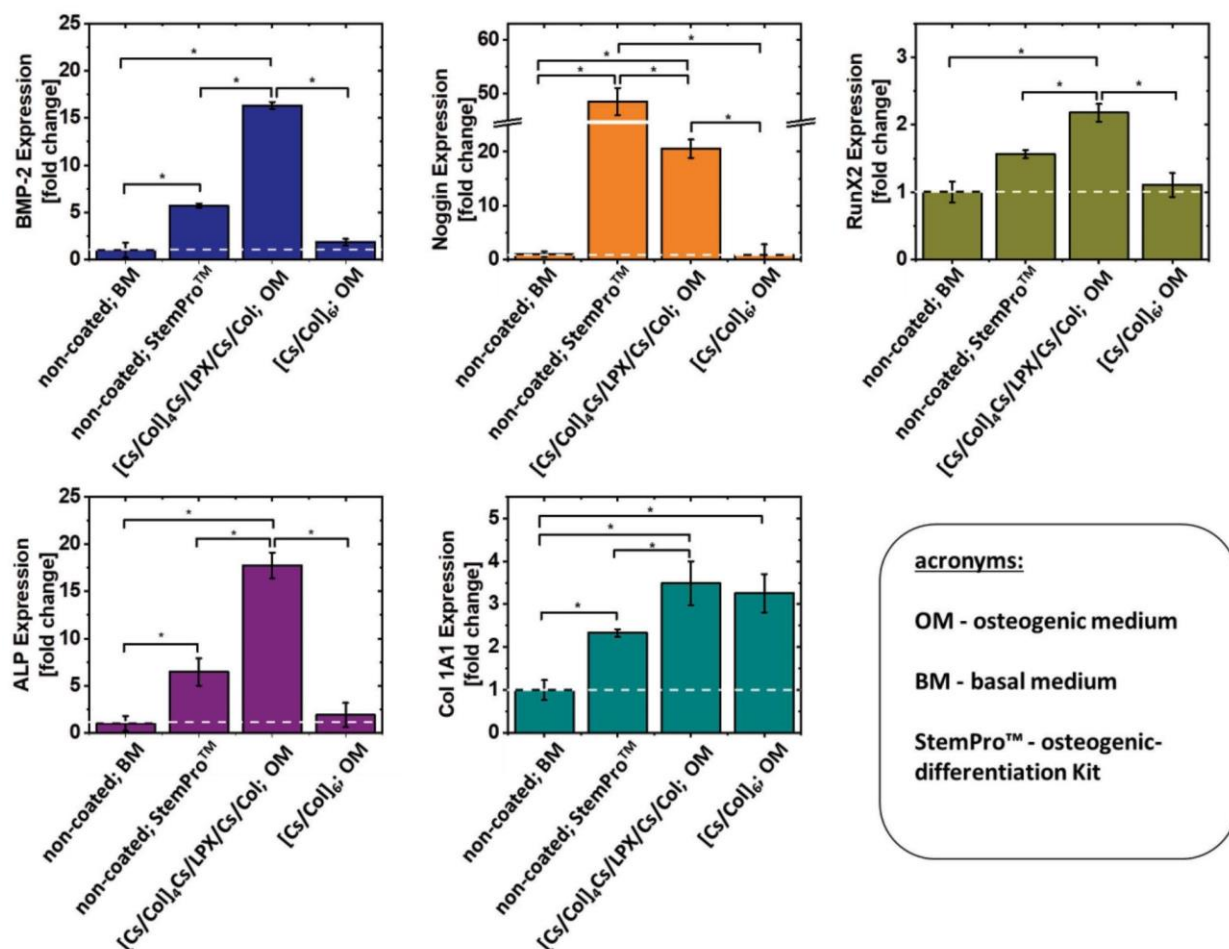 BMP-2 Expression
[fold change]
25
20
15
10
5
0
*
*
*
*
non-coated; BM
non-coated; StemPro™
[Cs/Col]₄Cs/LPX/Cs/Col; OM
[Cs/Col]₆; OM
Noggin Expression
[fold change]
60
50
20
10
0
*
*
*
*
*
non-coated; BM
non-coated; StemPro™
[Cs/Col]₄Cs/LPX/Cs/Col; OM
[Cs/Col]₆; OM
RunX2 Expression
[fold change]
3
2
1
0
*
*
*
non-coated; BM
non-coated; StemPro™
[Cs/Col]₄Cs/LPX/Cs/Col; OM
[Cs/Col]₆; OM
ALP Expression
[fold change]
25
20
15
10
5
0
*
*
*
*
non-coated; BM
non-coated; StemPro™
[Cs/Col]₄Cs/LPX/Cs/Col; OM
[Cs/Col]₆; OM
Col 1A1 Expression
[fold change]
5
4
3
2
1
0
*
*
*
*
non-coated; BM
non-coated; StemPro™
[Cs/Col]₄Cs/LPX/Cs/Col; OM
[Cs/Col]₆; OM
acronyms:
OM - osteogenic medium
BM - basal medium
StemPro™ - osteogenic-
differentiation Kit